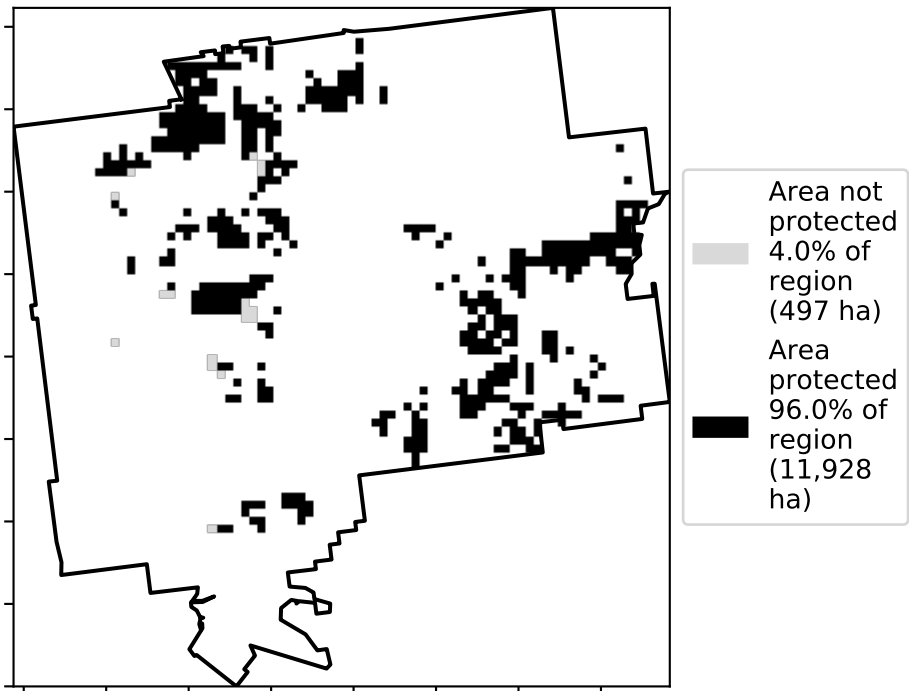 Area not
protected
4.0% of
region
(497 ha)
Area
protected
96.0% of
region
(11,928
ha)